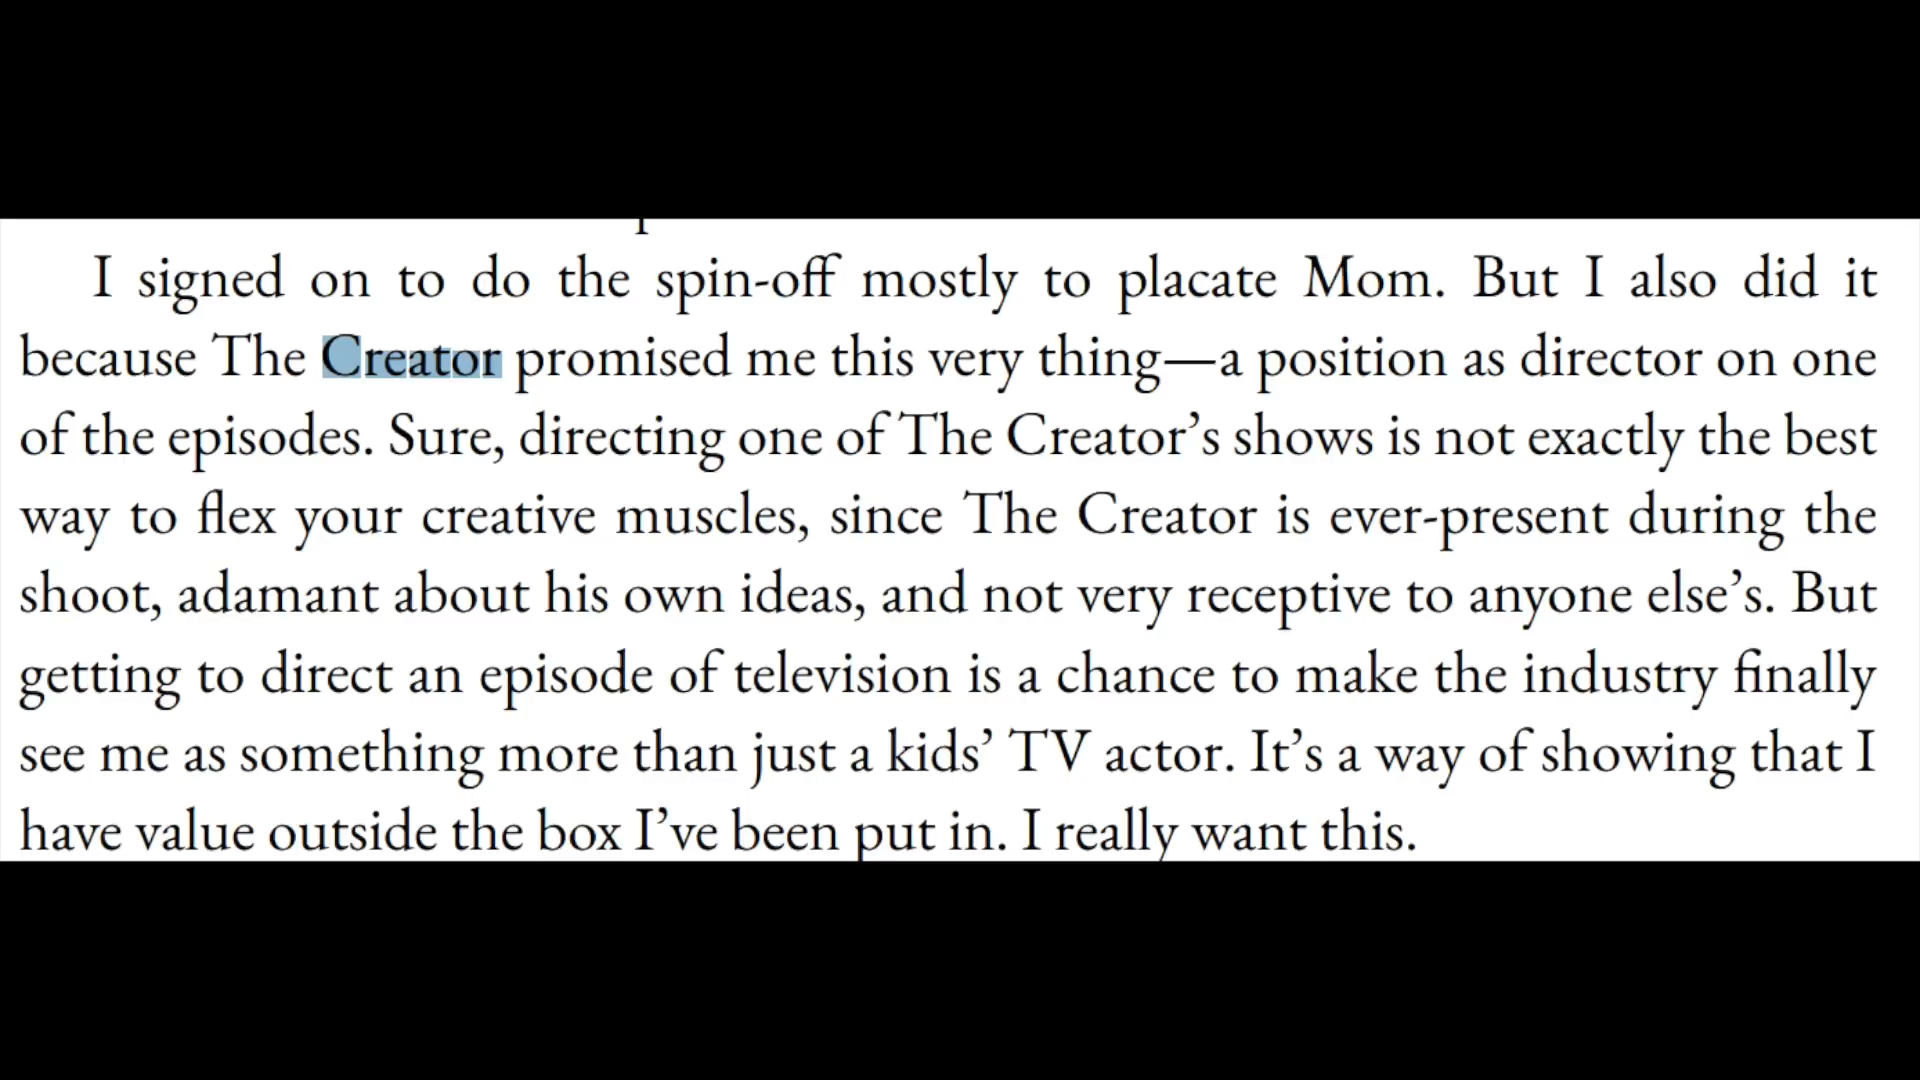 I signed on to do the spin-off mostly to placate Mom. But I also did it
because The Creator promised me this very thing—a position as director on one
of the episodes. Sure, directing one of The Creator’s shows is not exactly the best
way to flex your creative muscles, since The Creator is ever-present during the
shoot, adamant about his own ideas, and not very receptive to anyone else’s. But
getting to direct an episode of television is a chance to make the industry finally
see me as something more than just a kids’ TV actor. It’s a way of showing that I
have value outside the box I’ve been put in. I really want this.